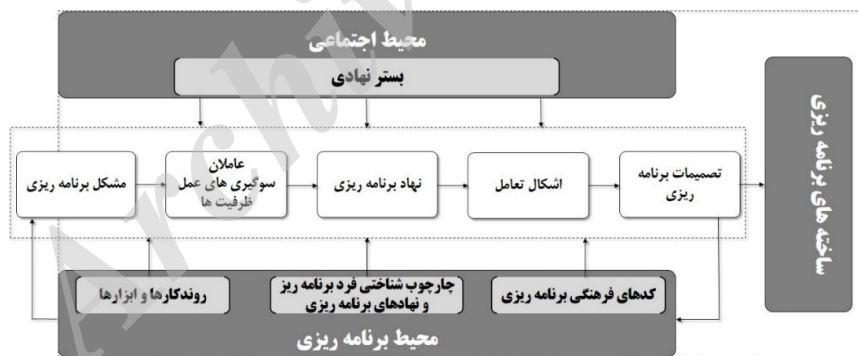 محیط اجتماعی
بستر نهادی
ساخته های برنامه ریزی
مشکل برنامه ریزی
عاملان
سوگیری های عمل
ظرفیت ها
نهاد برنامه ریزی
اشکال تعامل
تصمیمات برنامه
ریزی
روندکارها و ابزارها
چارچوب شناختی فرد برنامه ریز
و نهادهای برنامه ریزی
کدهای فرهنگی برنامه ریزی
محیط برنامه ریزی
Archive